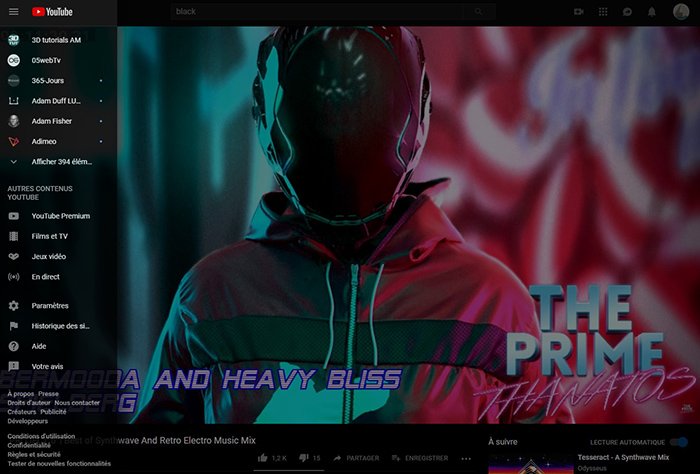 YouTube
black
3D tutorials AM
05webTv
365-Jours
Adam Duff LU...
Adam Fisher
Adimeo
Afficher 394 élém...
AUTRES CONTENUS
YOUTUBE
YouTube Premium
Films et TV
Jeux vidéo
En direct
Paramètres
Historique des si...
Aide
Votre avis
À propos Presse
Droits d'auteur Nous contacter
Créateurs Publicité
Développeurs
Conditions d'utilisation
Confidentialité
Règles et sécurité
Tester de nouvelles fonctionnalités
THE
PRIME
THANATOS
AND HEAVY BLISS
Best of Synthwave And Retro Electro Music Mix
1,2 K
15
PARTAGER
ENREGISTRER
À suivre
LECTURE AUTOMATIQUE
Tesseract - A Synthwave Mix
Odysseus